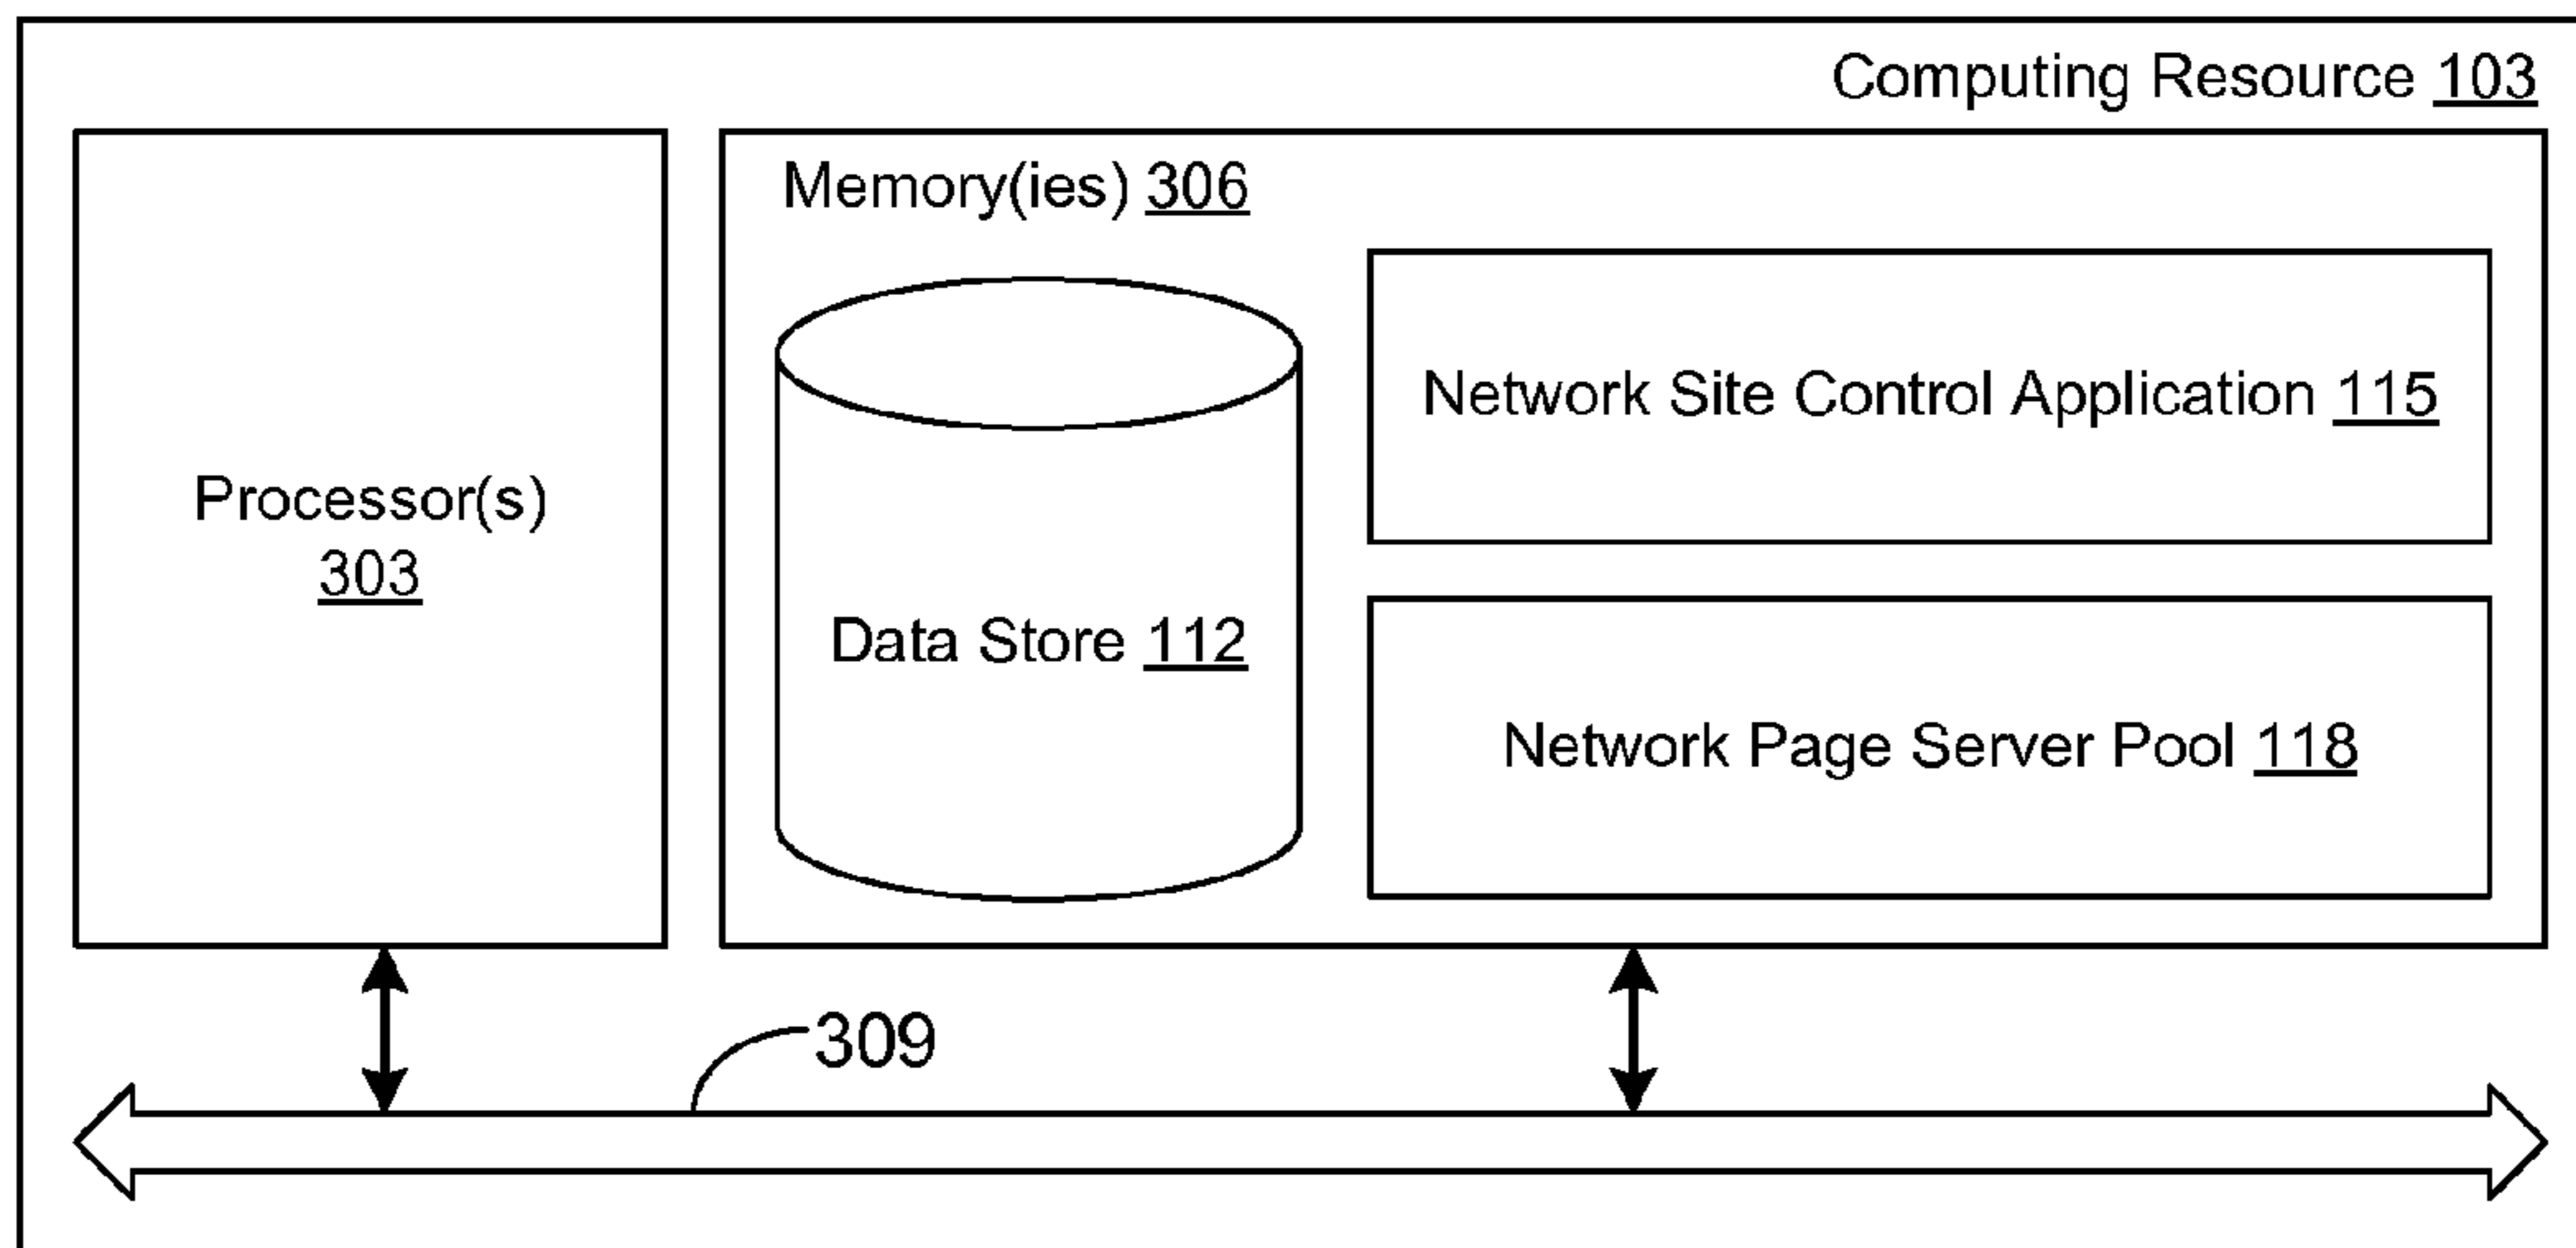 Computing Resource 103
Memory(ies) 306
Network Site Control Application 115
Processor(s)
303
Data Store 112
Network Page Server Pool 118
309